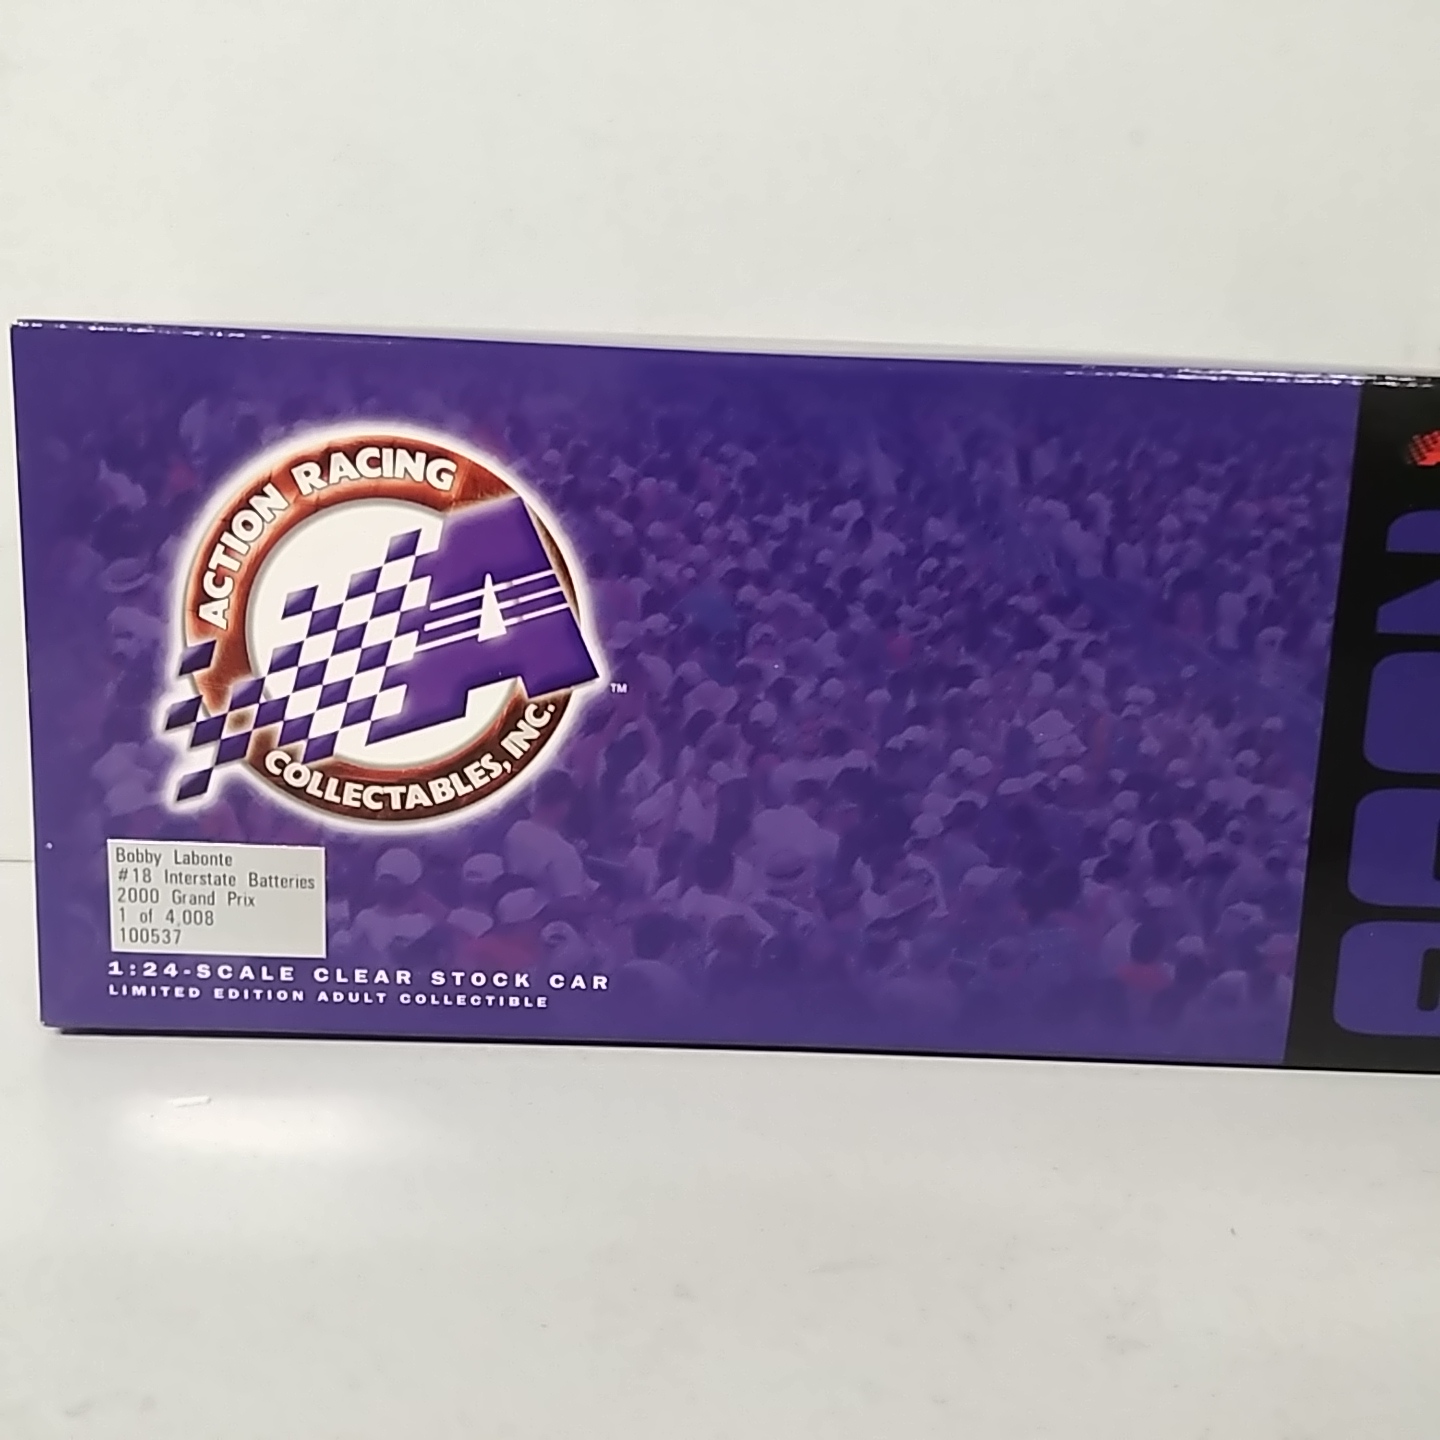 ACTION RACING
A
COLLECTABLES, INC.
TM
Bobby Labonte
#18 Interstate Batteries
2000 Grand Prix
1 of 4,008
100537
1:24-SCALE CLEAR STOCK CAR
LIMITED EDITION ADULT COLLECTIBLE